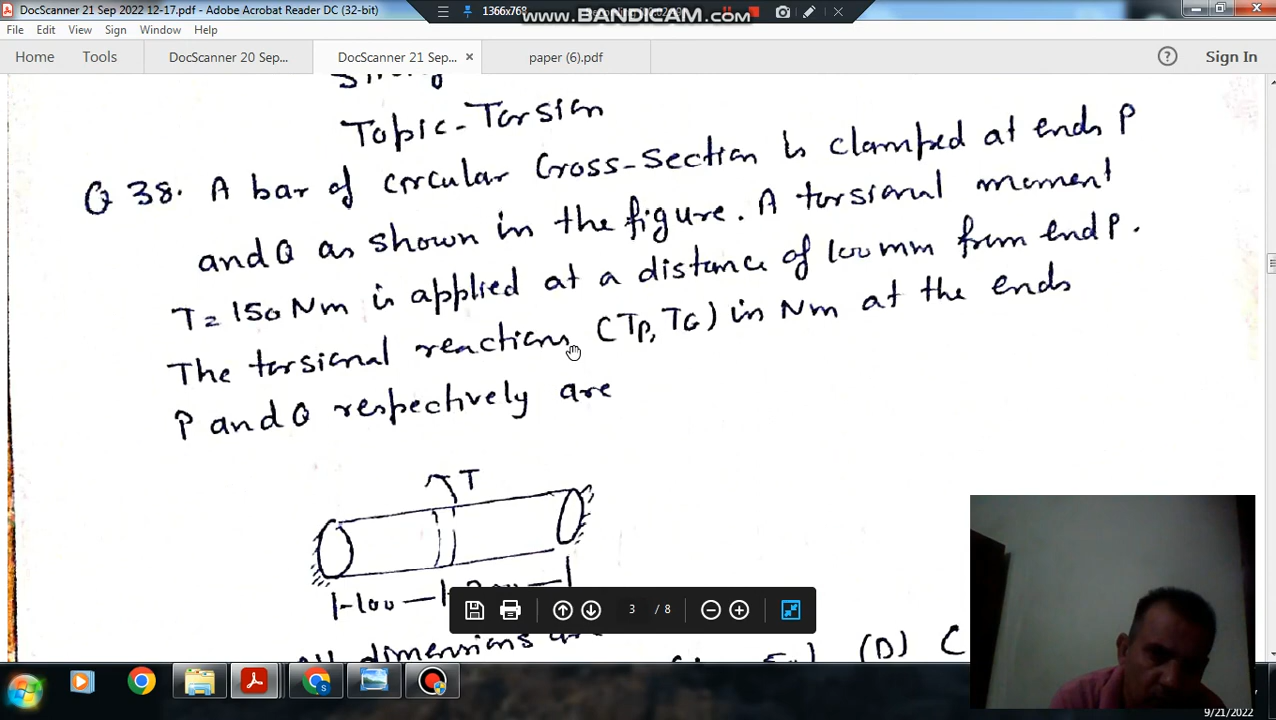 DocScanner 21 Sep 2022 12-17.pdf - Adobe Acrobat Reader DC (32-bit)
1366x768
www.BANDICAM.com
File Edit View Sign Window Help
Home Tools DocScanner 20 Sep... DocScanner 21 Sep... × paper (6).pdf Sign In
Topic - Torsion
Q 38. A bar of circular Cross-section is clamped at ends P
and Q as shown in the figure. A torsional moment
T = 150 Nm is applied at a distance of 100 mm from end P.
The torsional reactions (TP, TQ) in Nm at the ends
P and Q respectively are
T
100
3 / 8
All dimensions are
(D) C
9/21/2022